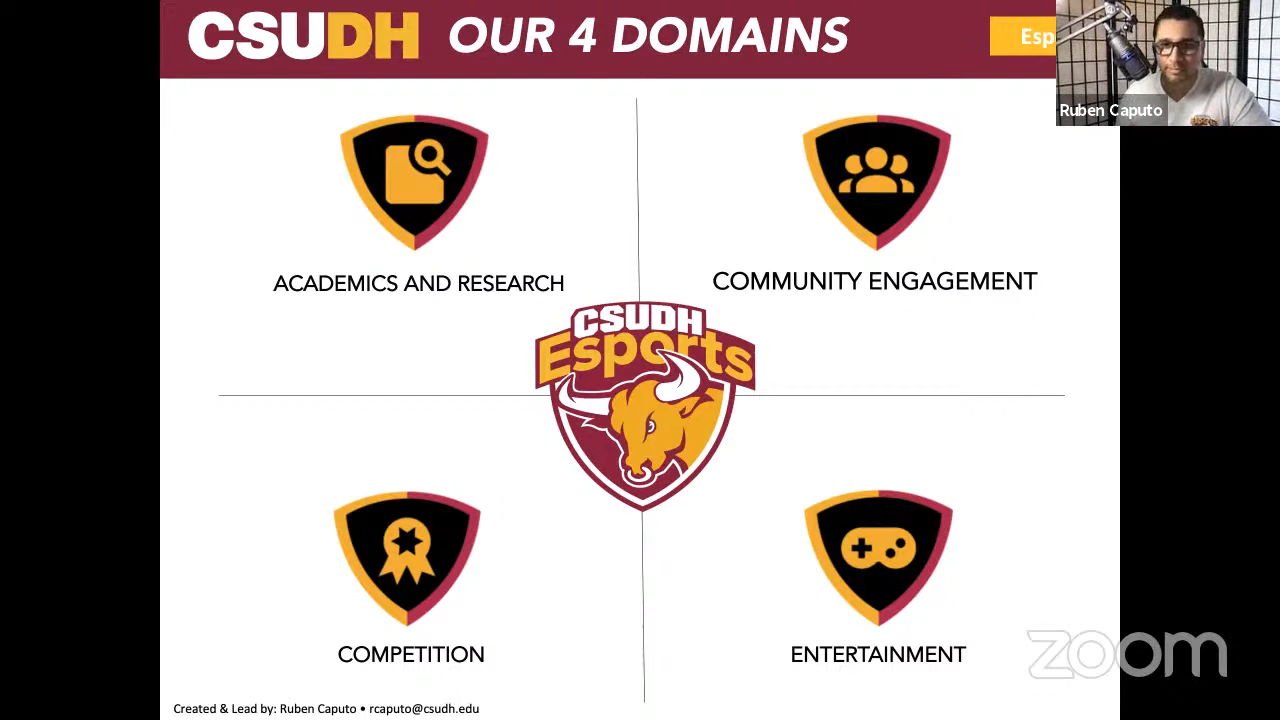 CSUDH OUR 4 DOMAINS
Esp
Ruben Caputo
ACADEMICS AND RESEARCH
COMMUNITY ENGAGEMENT
CSUDH
Esports
COMPETITION
ENTERTAINMENT
zoom
Created & Lead by: Ruben Caputo • rcaputo@csudh.edu